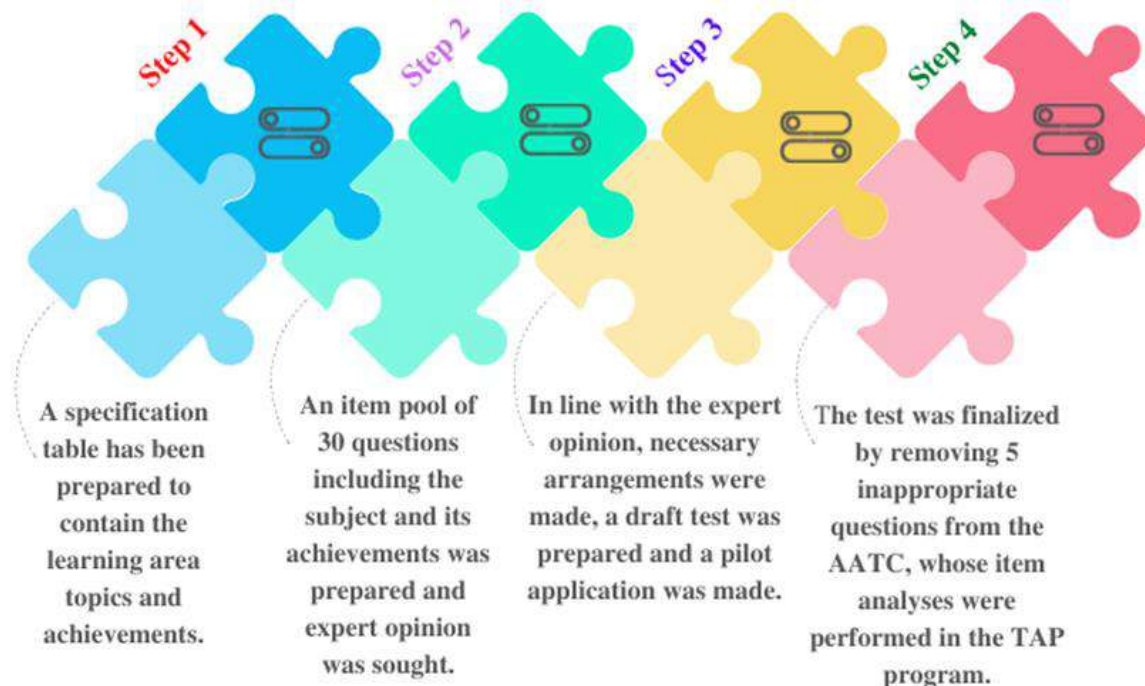 Step 1
Step 2
Step 3
Step 4
A specification
table has been
prepared to
contain the
learning area
topics and
achievements.
An item pool of
30 questions
including the
subject and its
achievements was
prepared and
expert opinion
was sought.
In line with the expert
opinion, necessary
arrangements were
made, a draft test was
prepared and a pilot
application was made.
The test was finalized
by removing 5
inappropriate
questions from the
AATC, whose item
analyses were
performed in the TAP
program.